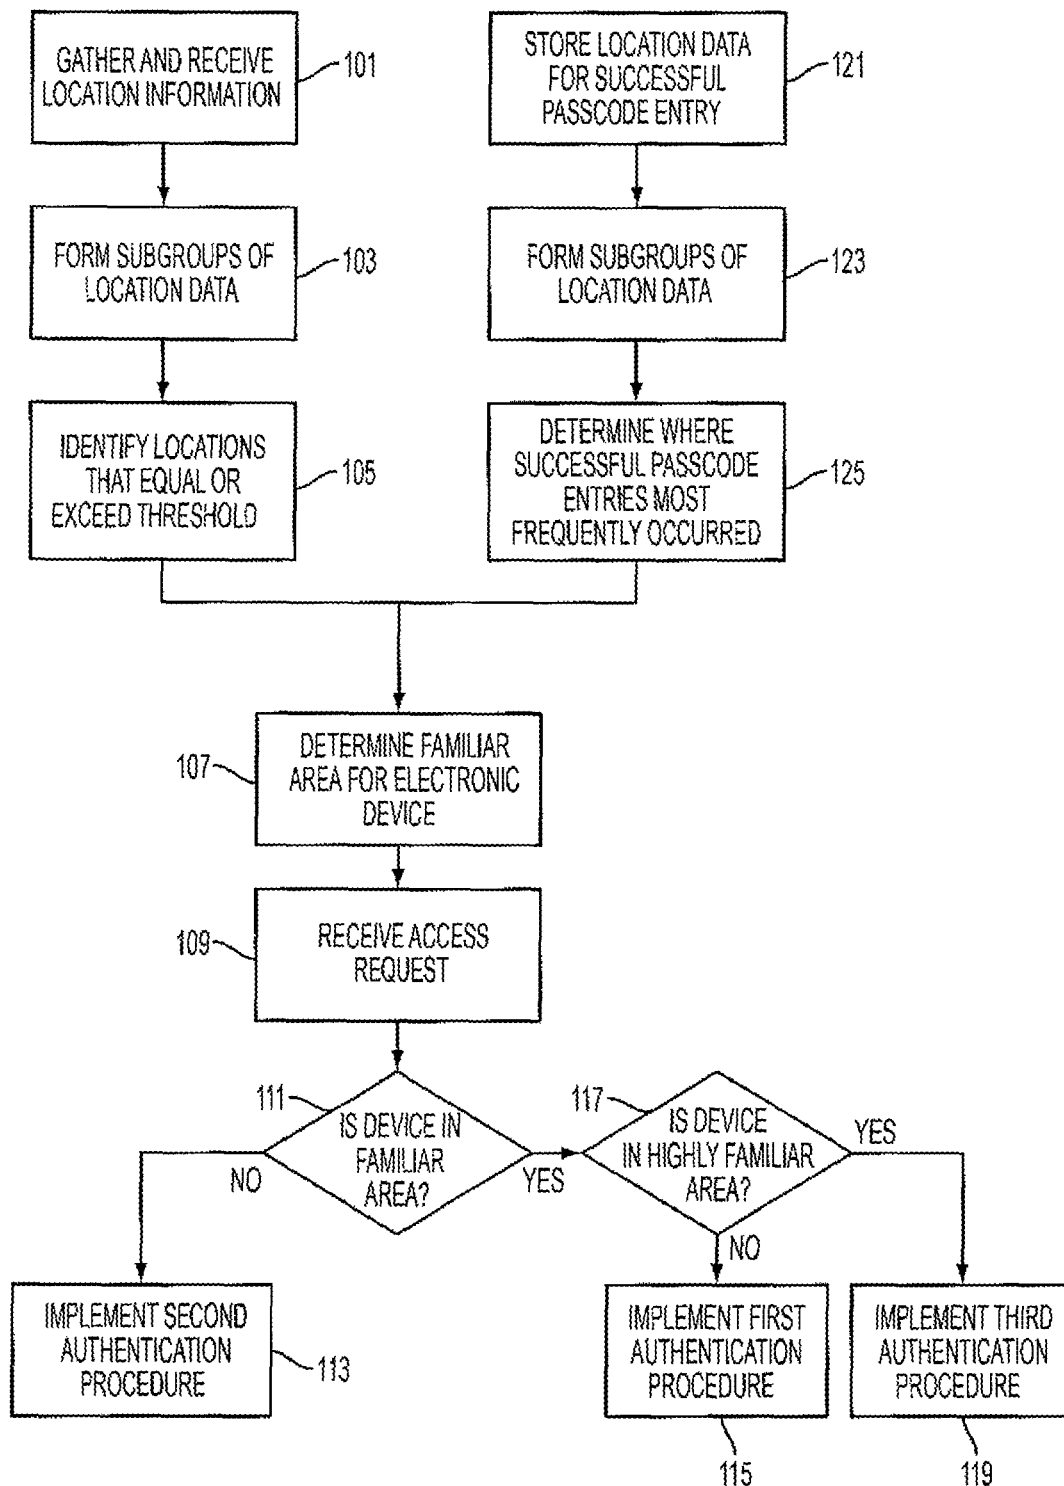 GATHER AND RECEIVE
LOCATION INFORMATION
101
STORE LOCATION DATA
FOR SUCCESSFUL
PASSCODE ENTRY
121
FORM SUBGROUPS OF
LOCATION DATA
103
FORM SUBGROUPS OF
LOCATION DATA
123
IDENTIFY LOCATIONS
THAT EQUAL OR
EXCEED THRESHOLD
105
DETERMINE WHERE
SUCCESSFUL PASSCODE
ENTRIES MOST
FREQUENTLY OCCURRED
125
107
DETERMINE FAMILIAR
AREA FOR ELECTRONIC
DEVICE
109
RECEIVE ACCESS
REQUEST
111
IS DEVICE IN
FAMILIAR
AREA?
NO
YES
117
IS DEVICE
IN HIGHLY FAMILIAR
AREA?
YES
NO
IMPLEMENT SECOND
AUTHENTICATION
PROCEDURE
113
IMPLEMENT FIRST
AUTHENTICATION
PROCEDURE
115
IMPLEMENT THIRD
AUTHENTICATION
PROCEDURE
119